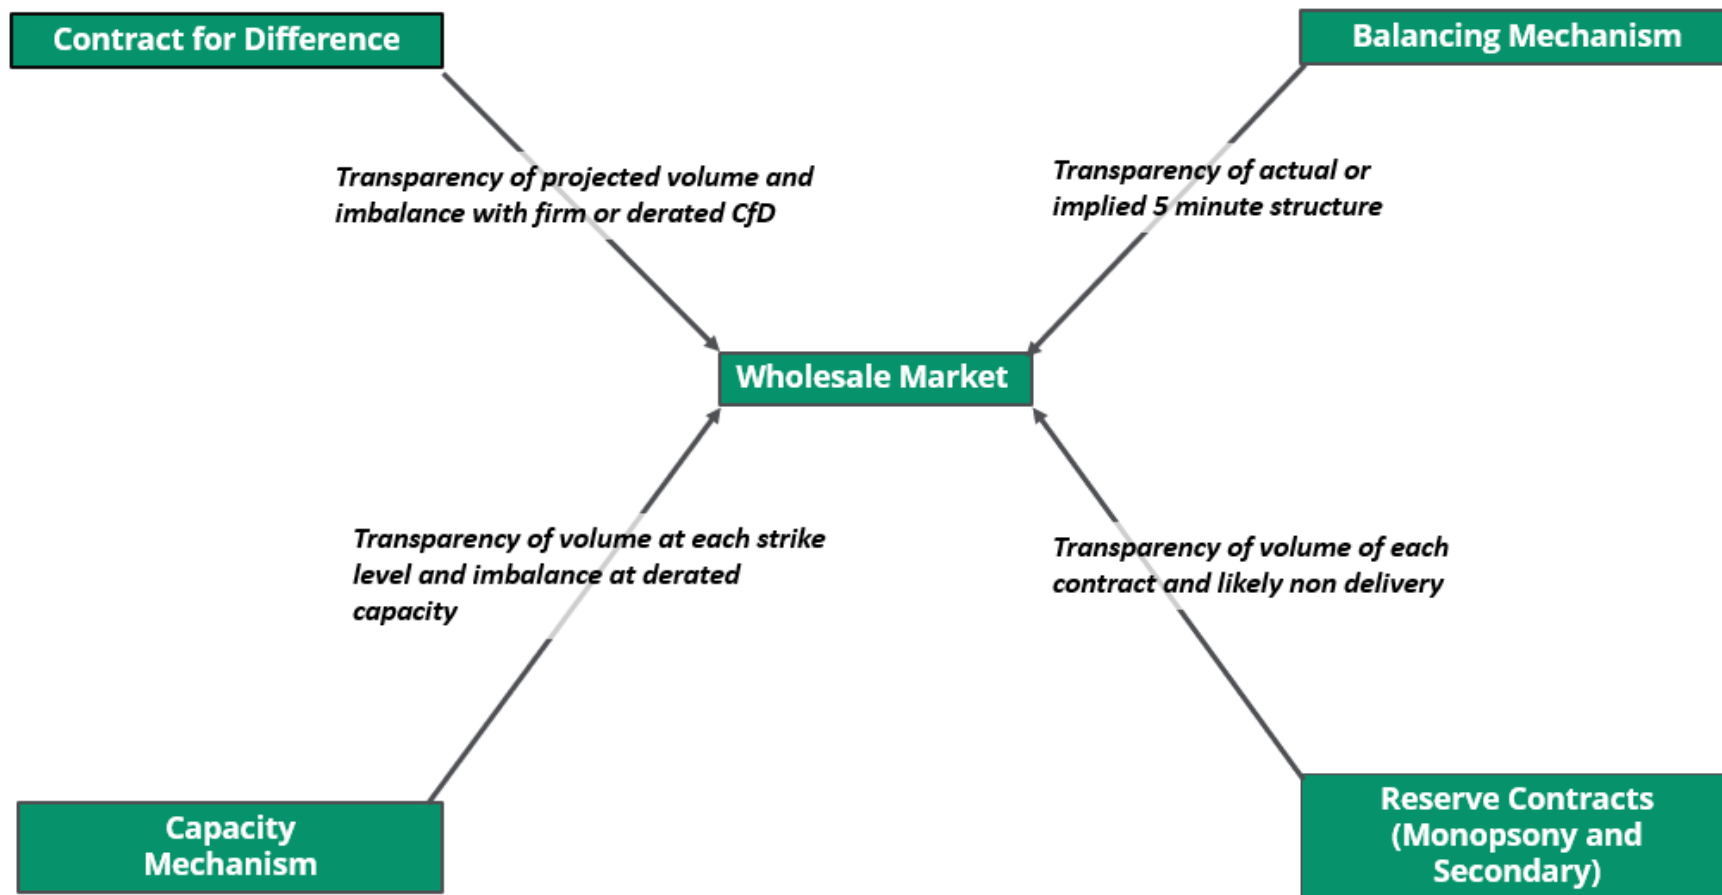 Contract for Difference
Balancing Mechanism
Transparency of projected volume and
imbalance with firm or derated CfD
Transparency of actual or
implied 5 minute structure
Wholesale Market
Transparency of volume at each strike
level and imbalance at derated
capacity
Transparency of volume of each
contract and likely non delivery
Capacity
Mechanism
Reserve Contracts
(Monopsony and
Secondary)